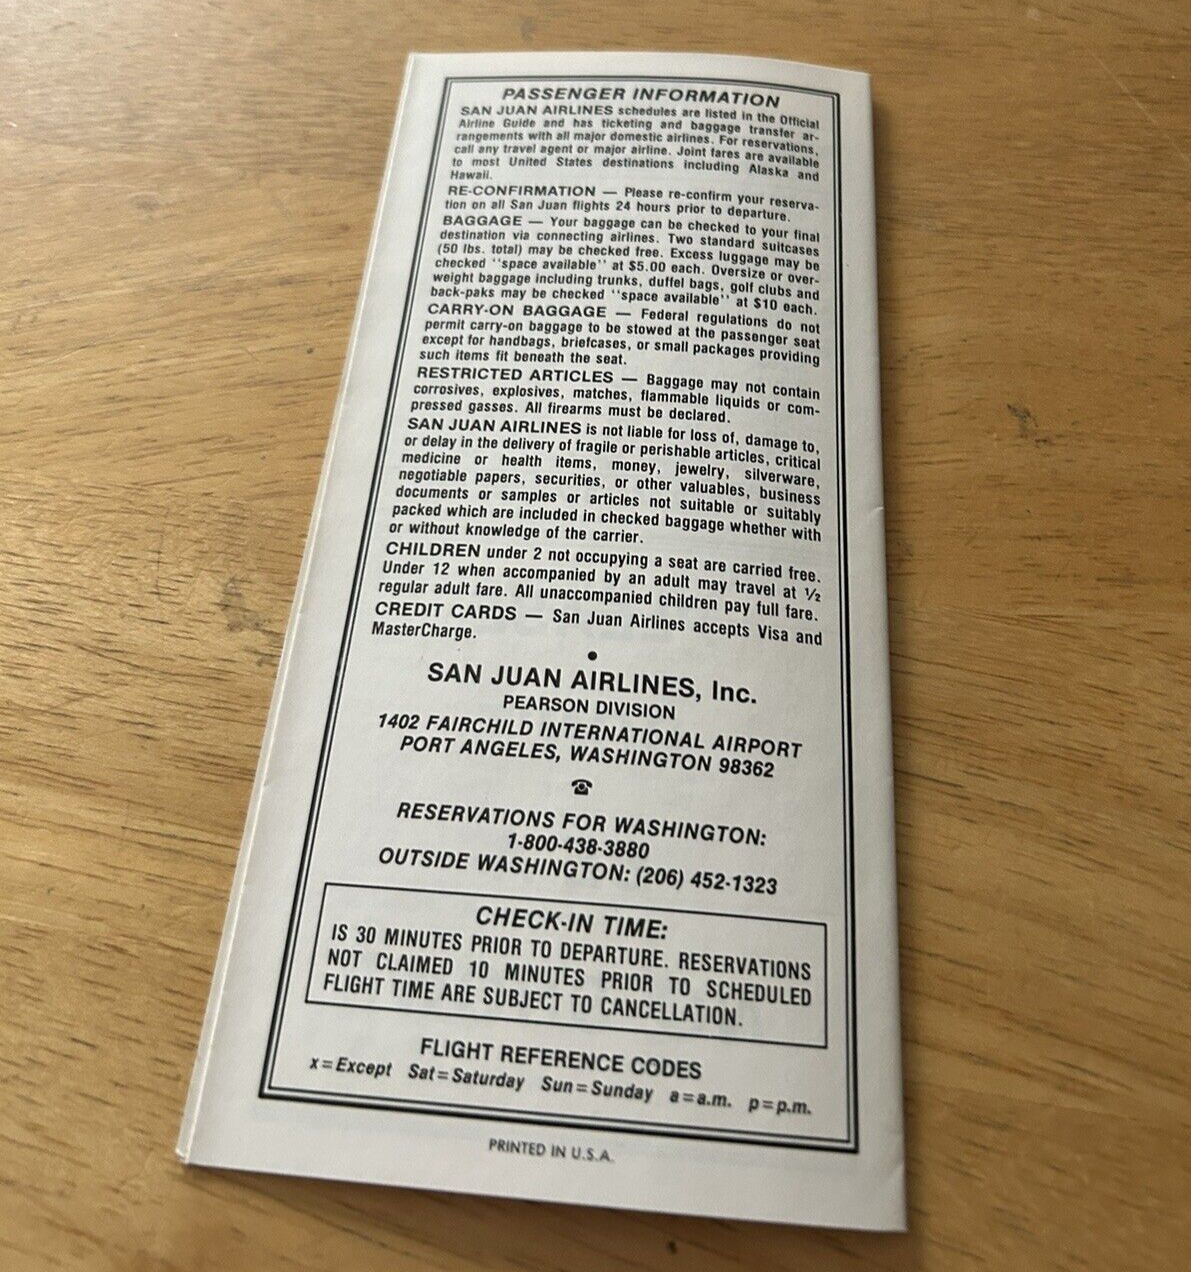 PASSENGER INFORMATION
SAN JUAN AIRLINES schedules are listed in the Official
Airline Guide and has ticketing and baggage transfer ar-
rangements with all major domestic airlines. For reservations,
call any travel agent or major airline. Joint fares are available
to most United States destinations including Alaska and
Hawaii.
RE-CONFIRMATION — Please re-confirm your reserva-
tion on all San Juan flights 24 hours prior to departure.
BAGGAGE — Your baggage can be checked to your final
destination via connecting airlines. Two standard suitcases
(50 lbs. total) may be checked free. Excess luggage may be
checked ''space available'' at $5.00 each. Oversize or over-
weight baggage including trunks, duffel bags, golf clubs and
back-paks may be checked ''space available'' at $10 each.
CARRY-ON BAGGAGE — Federal regulations do not
permit carry-on baggage to be stowed at the passenger seat
except for handbags, briefcases, or small packages providing
such items fit beneath the seat.
RESTRICTED ARTICLES — Baggage may not contain
corrosives, explosives, matches, flammable liquids or com-
pressed gasses. All firearms must be declared.
SAN JUAN AIRLINES is not liable for loss of, damage to,
or delay in the delivery of fragile or perishable articles, critical
medicine or health items, money, jewelry, silverware,
negotiable papers, securities, or other valuables, business
documents or samples or articles not suitable or suitably
packed which are included in checked baggage whether with
or without knowledge of the carrier.
CHILDREN under 2 not occupying a seat are carried free.
Under 12 when accompanied by an adult may travel at ½
regular adult fare. All unaccompanied children pay full fare.
CREDIT CARDS — San Juan Airlines accepts Visa and
MasterCharge.
SAN JUAN AIRLINES, Inc.
PEARSON DIVISION
1402 FAIRCHILD INTERNATIONAL AIRPORT
PORT ANGELES, WASHINGTON 98362
RESERVATIONS FOR WASHINGTON:
1-800-438-3880
OUTSIDE WASHINGTON: (206) 452-1323
CHECK-IN TIME:
IS 30 MINUTES PRIOR TO DEPARTURE. RESERVATIONS
NOT CLAIMED 10 MINUTES PRIOR TO SCHEDULED
FLIGHT TIME ARE SUBJECT TO CANCELLATION.
FLIGHT REFERENCE CODES
x=Except Sat=Saturday Sun=Sunday a=a.m. p=p.m.
PRINTED IN U.S.A.